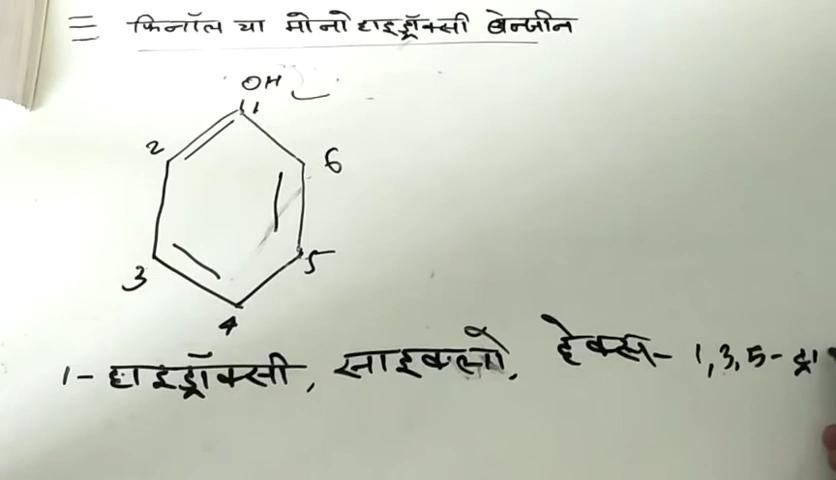 फिनॉल या मोनो हाइड्रॉक्सी बेन्जीन
OH
1
2
6
3
5
4
1- हाइड्रॉक्सी, साइक्लो, हेक्स- 1,3,5- ट्रा